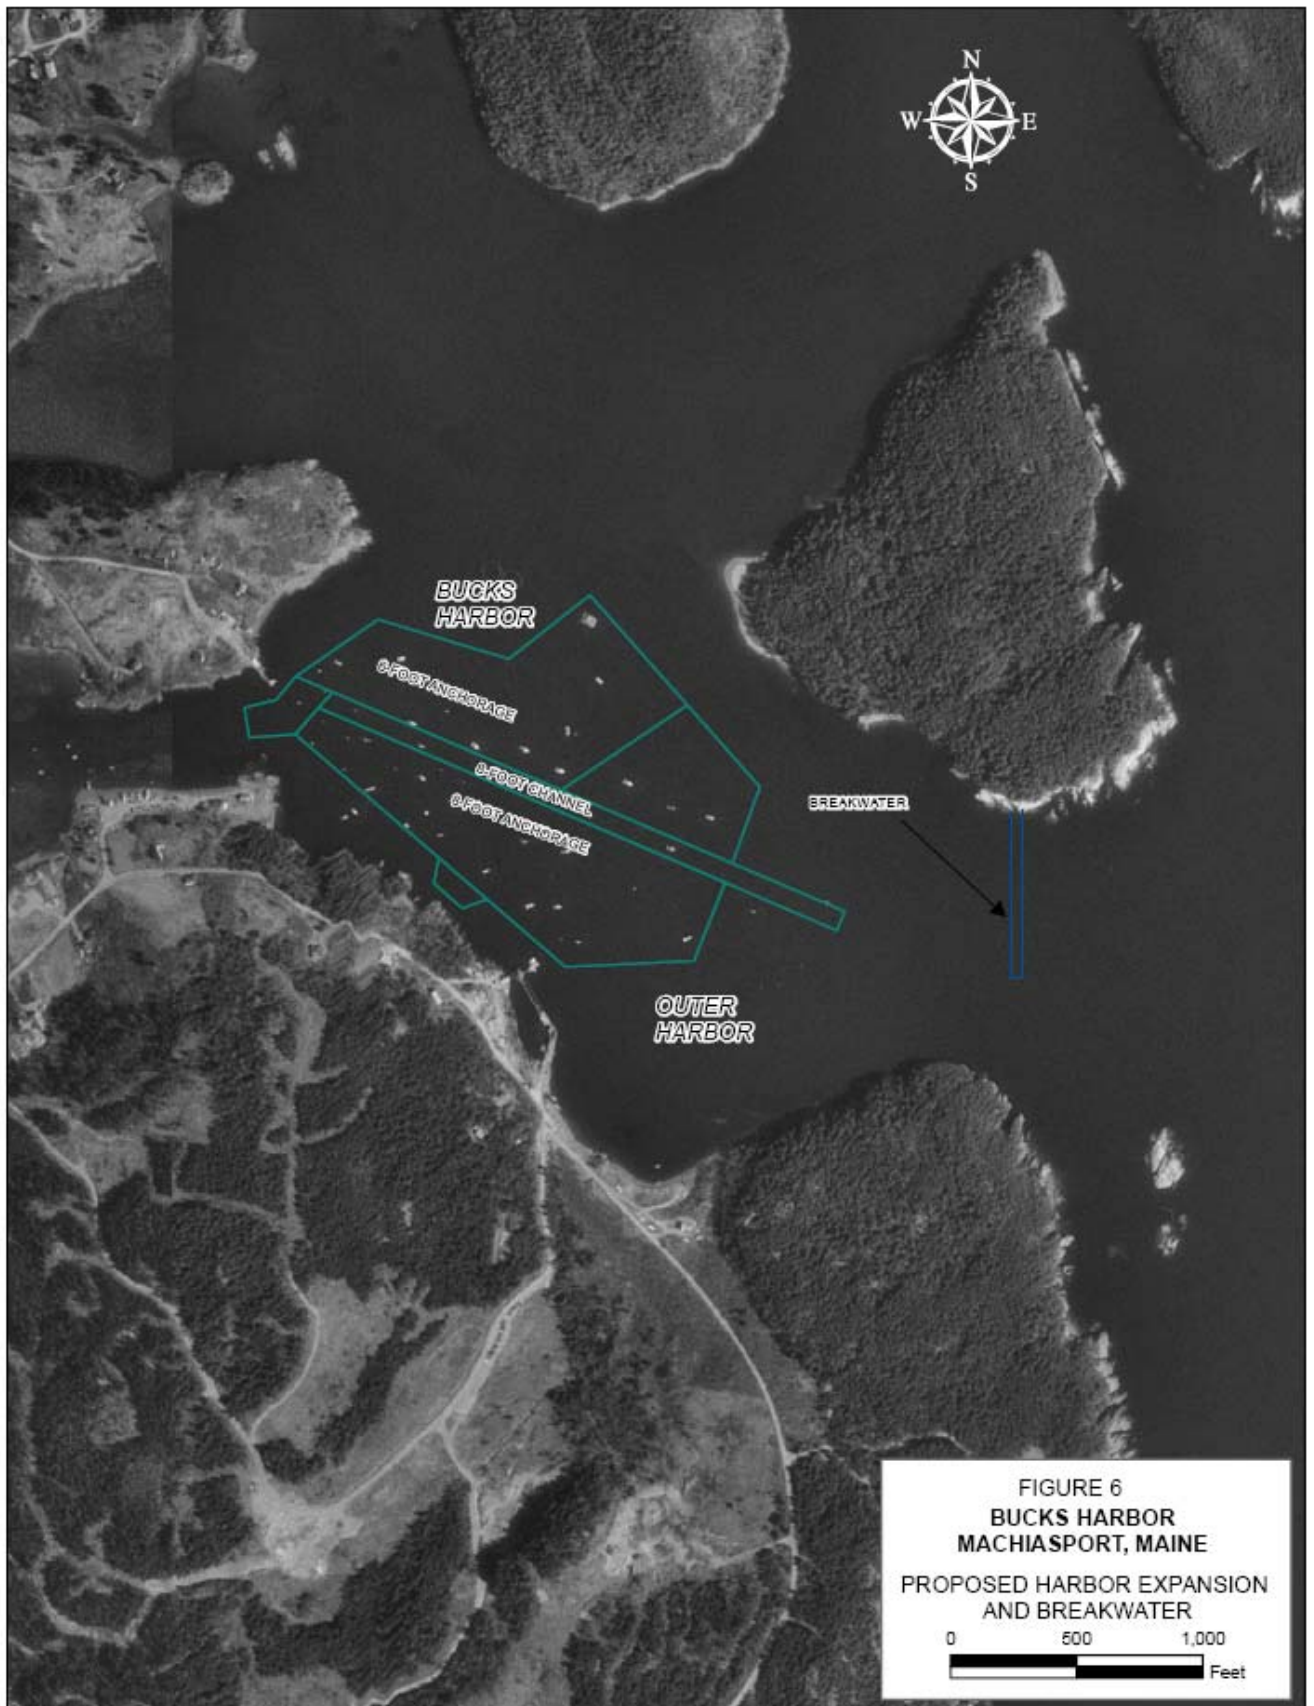 N
W E
S
BUCKS
HARBOR
6-FOOT ANCHORAGE
8-FOOT CHANNEL
8-FOOT ANCHORAGE
BREAKWATER
OUTER
HARBOR
FIGURE 6
BUCKS HARBOR
MACHIASPORT, MAINE
PROPOSED HARBOR EXPANSION
AND BREAKWATER
0 500 1,000
Feet